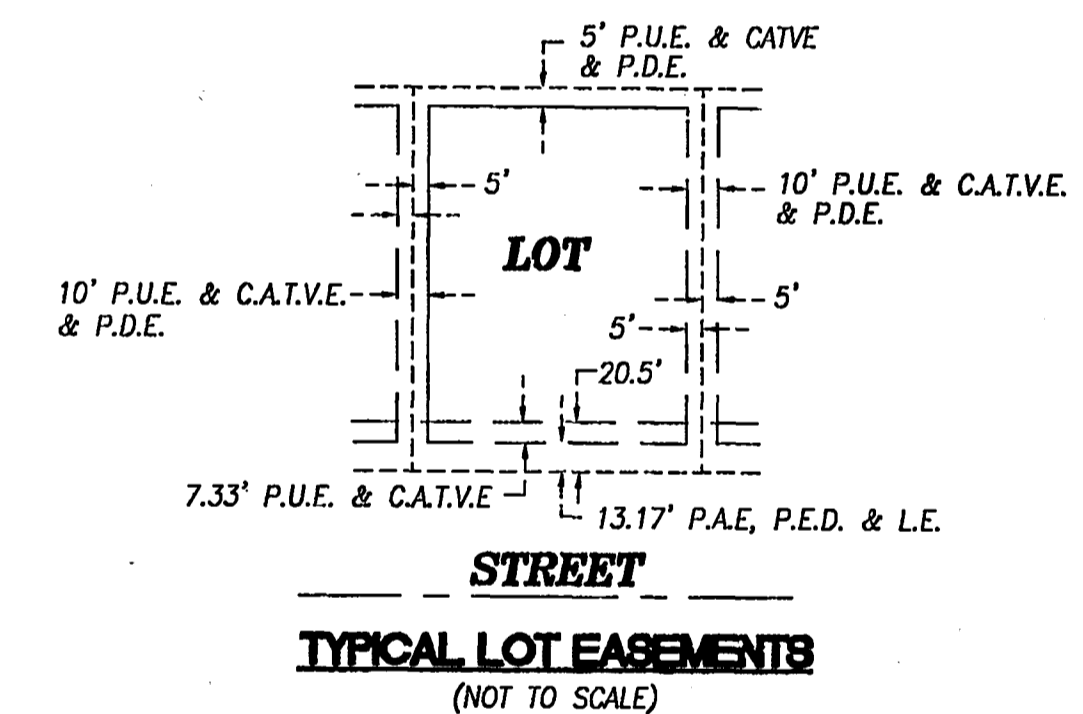 5' P.U.E. & CATVE
& P.D.E.
5'
10' P.U.E. & C.A.T.V.E.
& P.D.E.
LOT
10' P.U.E. & C.A.T.V.E.
& P.D.E.
5'
5'
20.5'
7.33' P.U.E. & C.A.T.V.E
13.17' P.A.E, P.E.D. & L.E.
STREET
TYPICAL LOT EASEMENTS
(NOT TO SCALE)